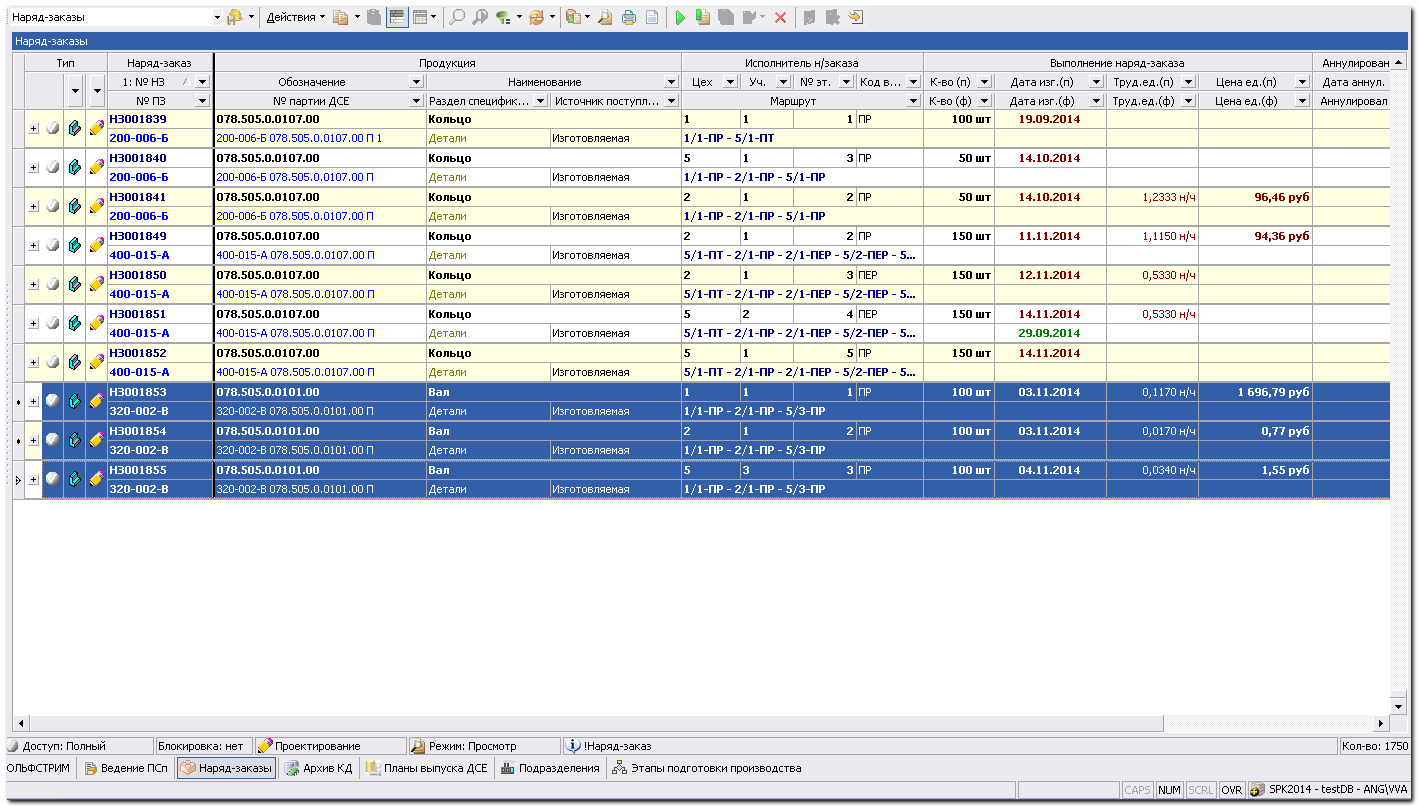 Наряд-заказы Действия
Наряд-заказы
Тип Наряд-заказ Продукция Исполнитель н/заказа Выполнение наряд-заказа Аннулирован
1: № НЗ Обозначение Наименование Цех Уч. № эт. Код в... К-во (п) Дата изг.(п) Труд.ед.(п) Цена ед.(п) Дата аннул.
№ ПЗ № партии ДСЕ Раздел специфик... Источник поступл... Маршрут К-во (ф) Дата изг.(ф) Труд.ед.(ф) Цена ед.(ф) Аннулировал
НЗ001839 078.505.0.0107.00 Кольцо 1 1 1 ПР 100 шт 19.09.2014
200-006-Б 200-006-Б 078.505.0.0107.00 П 1 Детали Изготовляемая 1/1-ПР - 5/1-ПТ
НЗ001840 078.505.0.0107.00 Кольцо 5 1 3 ПР 50 шт 14.10.2014
200-006-Б 200-006-Б 078.505.0.0107.00 П Детали Изготовляемая 1/1-ПР - 2/1-ПР - 5/1-ПР
НЗ001841 078.505.0.0107.00 Кольцо 2 1 2 ПР 50 шт 14.10.2014 1,2333 н/ч 96,46 руб
200-006-Б 200-006-Б 078.505.0.0107.00 П Детали Изготовляемая 1/1-ПР - 2/1-ПР - 5/1-ПР
НЗ001849 078.505.0.0107.00 Кольцо 2 1 2 ПР 150 шт 11.11.2014 1,1150 н/ч 94,36 руб
400-015-А 400-015-А 078.505.0.0107.00 П Детали Изготовляемая 5/1-ПТ - 2/1-ПР - 2/1-ПЕР - 5/2-ПЕР - 5...
НЗ001850 078.505.0.0107.00 Кольцо 2 1 3 ПЕР 150 шт 12.11.2014 0,5330 н/ч
400-015-А 400-015-А 078.505.0.0107.00 П Детали Изготовляемая 5/1-ПТ - 2/1-ПР - 2/1-ПЕР - 5/2-ПЕР - 5...
НЗ001851 078.505.0.0107.00 Кольцо 5 2 4 ПЕР 150 шт 14.11.2014 0,5330 н/ч
400-015-А 400-015-А 078.505.0.0107.00 П Детали Изготовляемая 5/1-ПТ - 2/1-ПР - 2/1-ПЕР - 5/2-ПЕР - 5... 29.09.2014
НЗ001852 078.505.0.0107.00 Кольцо 5 1 5 ПР 150 шт 14.11.2014
400-015-А 400-015-А 078.505.0.0107.00 П Детали Изготовляемая 5/1-ПТ - 2/1-ПР - 2/1-ПЕР - 5/2-ПЕР - 5...
НЗ001853 078.505.0.0101.00 Вал 1 1 1 ПР 100 шт 03.11.2014 0,1170 н/ч 1 696,79 руб
320-002-В 320-002-В 078.505.0.0101.00 П Детали Изготовляемая 1/1-ПР - 2/1-ПР - 5/3-ПР
НЗ001854 078.505.0.0101.00 Вал 2 1 2 ПР 100 шт 03.11.2014 0,0170 н/ч 0,77 руб
320-002-В 320-002-В 078.505.0.0101.00 П Детали Изготовляемая 1/1-ПР - 2/1-ПР - 5/3-ПР
НЗ001855 078.505.0.0101.00 Вал 5 3 3 ПР 100 шт 04.11.2014 0,0340 н/ч 1,55 руб
320-002-В 320-002-В 078.505.0.0101.00 П Детали Изготовляемая 1/1-ПР - 2/1-ПР - 5/3-ПР
Доступ: Полный Блокировка: нет Проектирование Режим: Просмотр !Наряд-заказ Кол-во: 1750
ОЛЬФСТРИМ Ведение ПСп Наряд-заказы Архив КД Планы выпуска ДСЕ Подразделения Этапы подготовки производства
CAPS NUM SCRL OVR SPK2014 - testDB - ANG\VVA